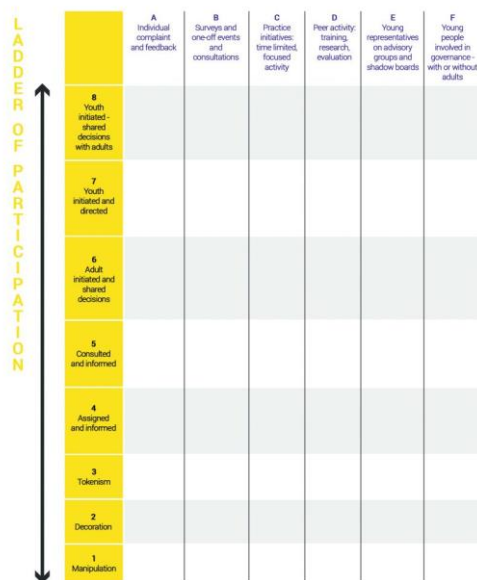 LADDER OF PARTICIPATION
A
Individual
complaint
and feedback
B
Surveys and
one-off events
and
consultations
C
Practice
initiatives:
time limited,
focused
activity
D
Peer activity:
training,
research,
evaluation
E
Young
representatives
on advisory
groups and
shadow boards
F
Young
people
involved in
governance -
with or without
adults
8
Youth
initiated -
shared
decisions
with adults
7
Youth
initiated and
directed
6
Adult
initiated and
shared
decisions
5
Consulted
and informed
4
Assigned
and informed
3
Tokenism
2
Decoration
1
Manipulation